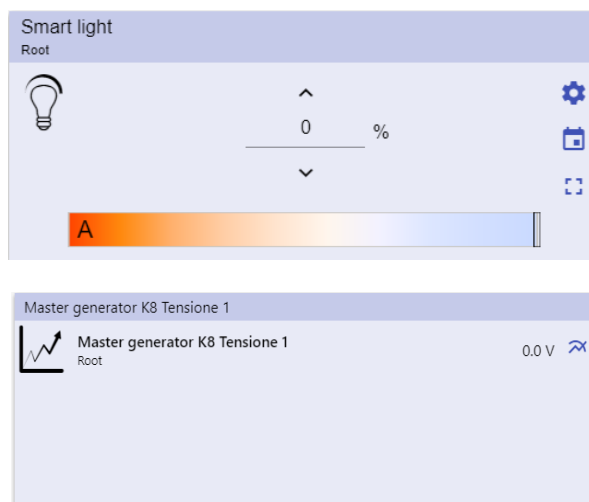 Smart light
Root
0 %
A
Master generator K8 Tensione 1
Master generator K8 Tensione 1
Root
0.0 V